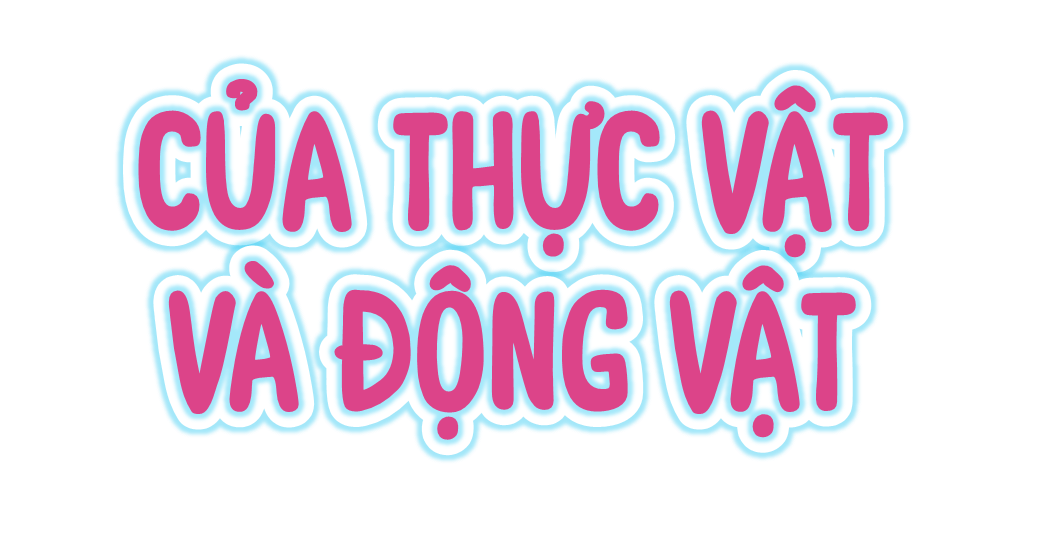 CỦA THỰC VẬT
VÀ ĐỘNG VẬT